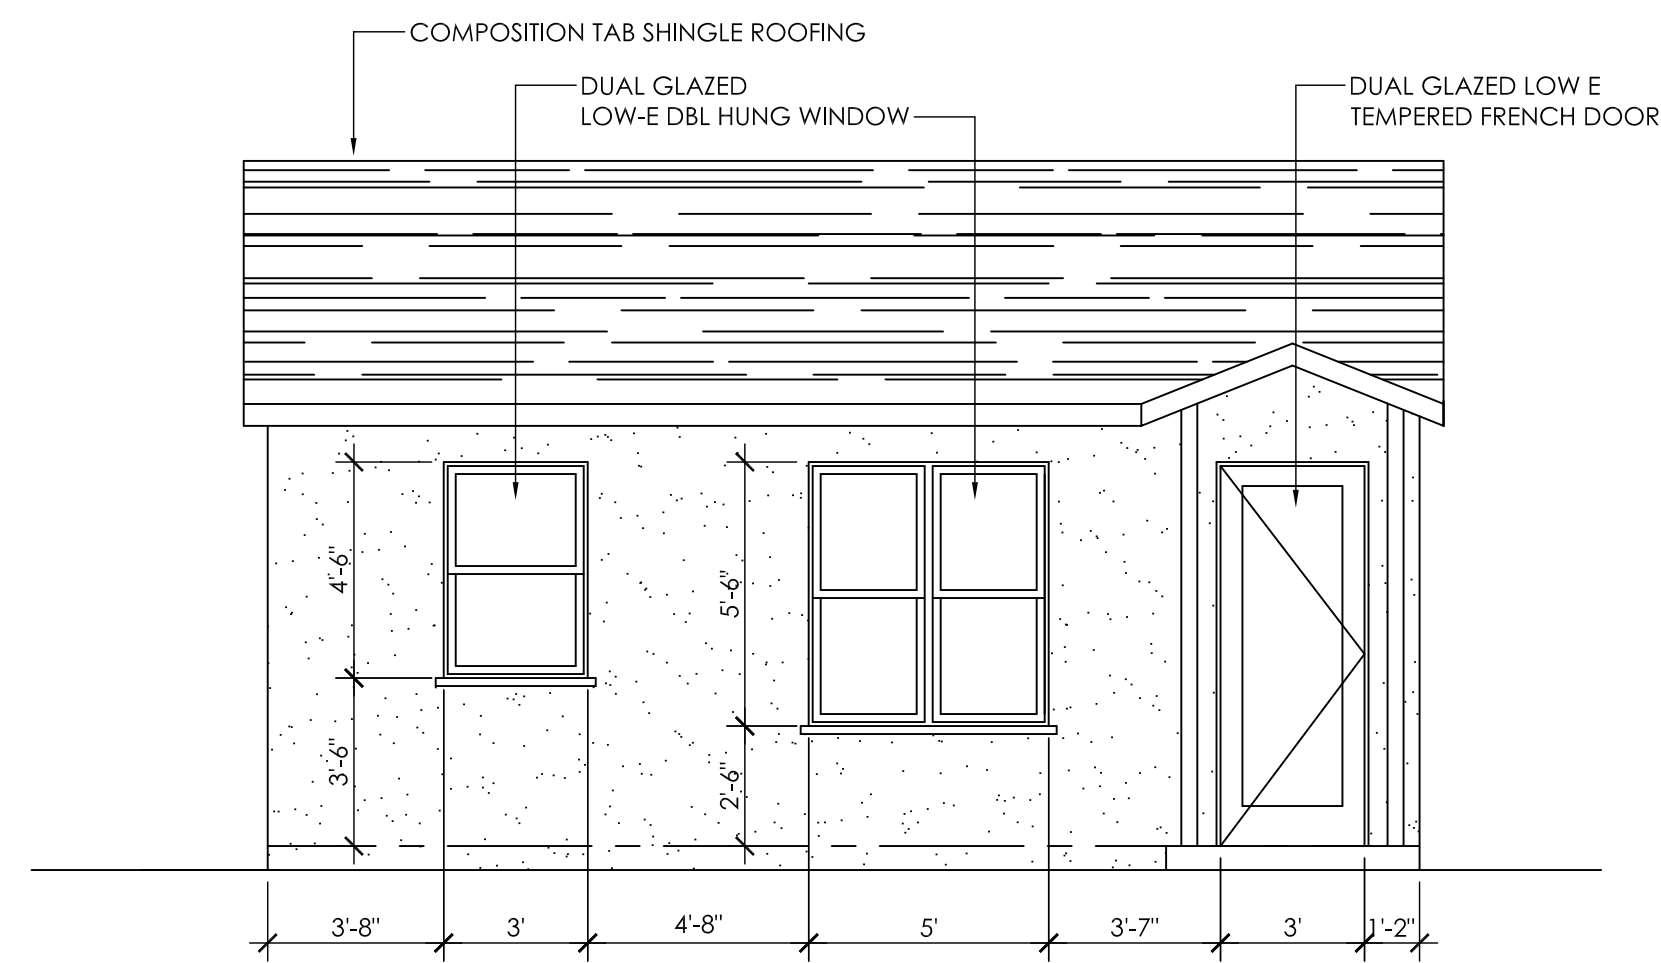 COMPOSITION TAB SHINGLE ROOFING
DUAL GLAZED
LOW-E DBL HUNG WINDOW
DUAL GLAZED LOW E
TEMPERED FRENCH DOOR
4'-6"
3'-6"
5'-6"
2'-6"
3'-8"
3'
4'-8"
5'
3'-7"
3'
1'-2"